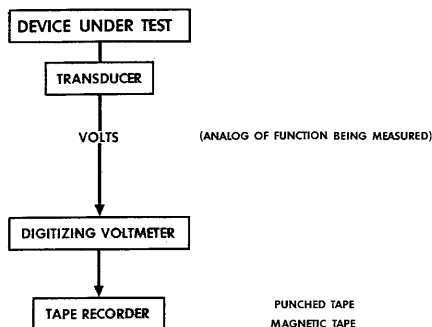 DEVICE UNDER TEST
TRANSDUCER
VOLTS (ANALOG OF FUNCTION BEING MEASURED)
DIGITIZING VOLTMETER
TAPE RECORDER
PUNCHED TAPE
MAGNETIC TAPE